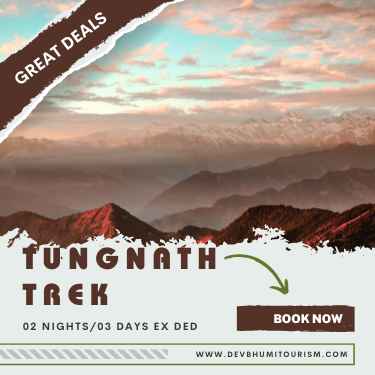 GREAT DEALS
TUNGNATH
TREK
02 NIGHTS/03 DAYS EX DED
BOOK NOW
WWW.DEVBHUMITOURISM.COM